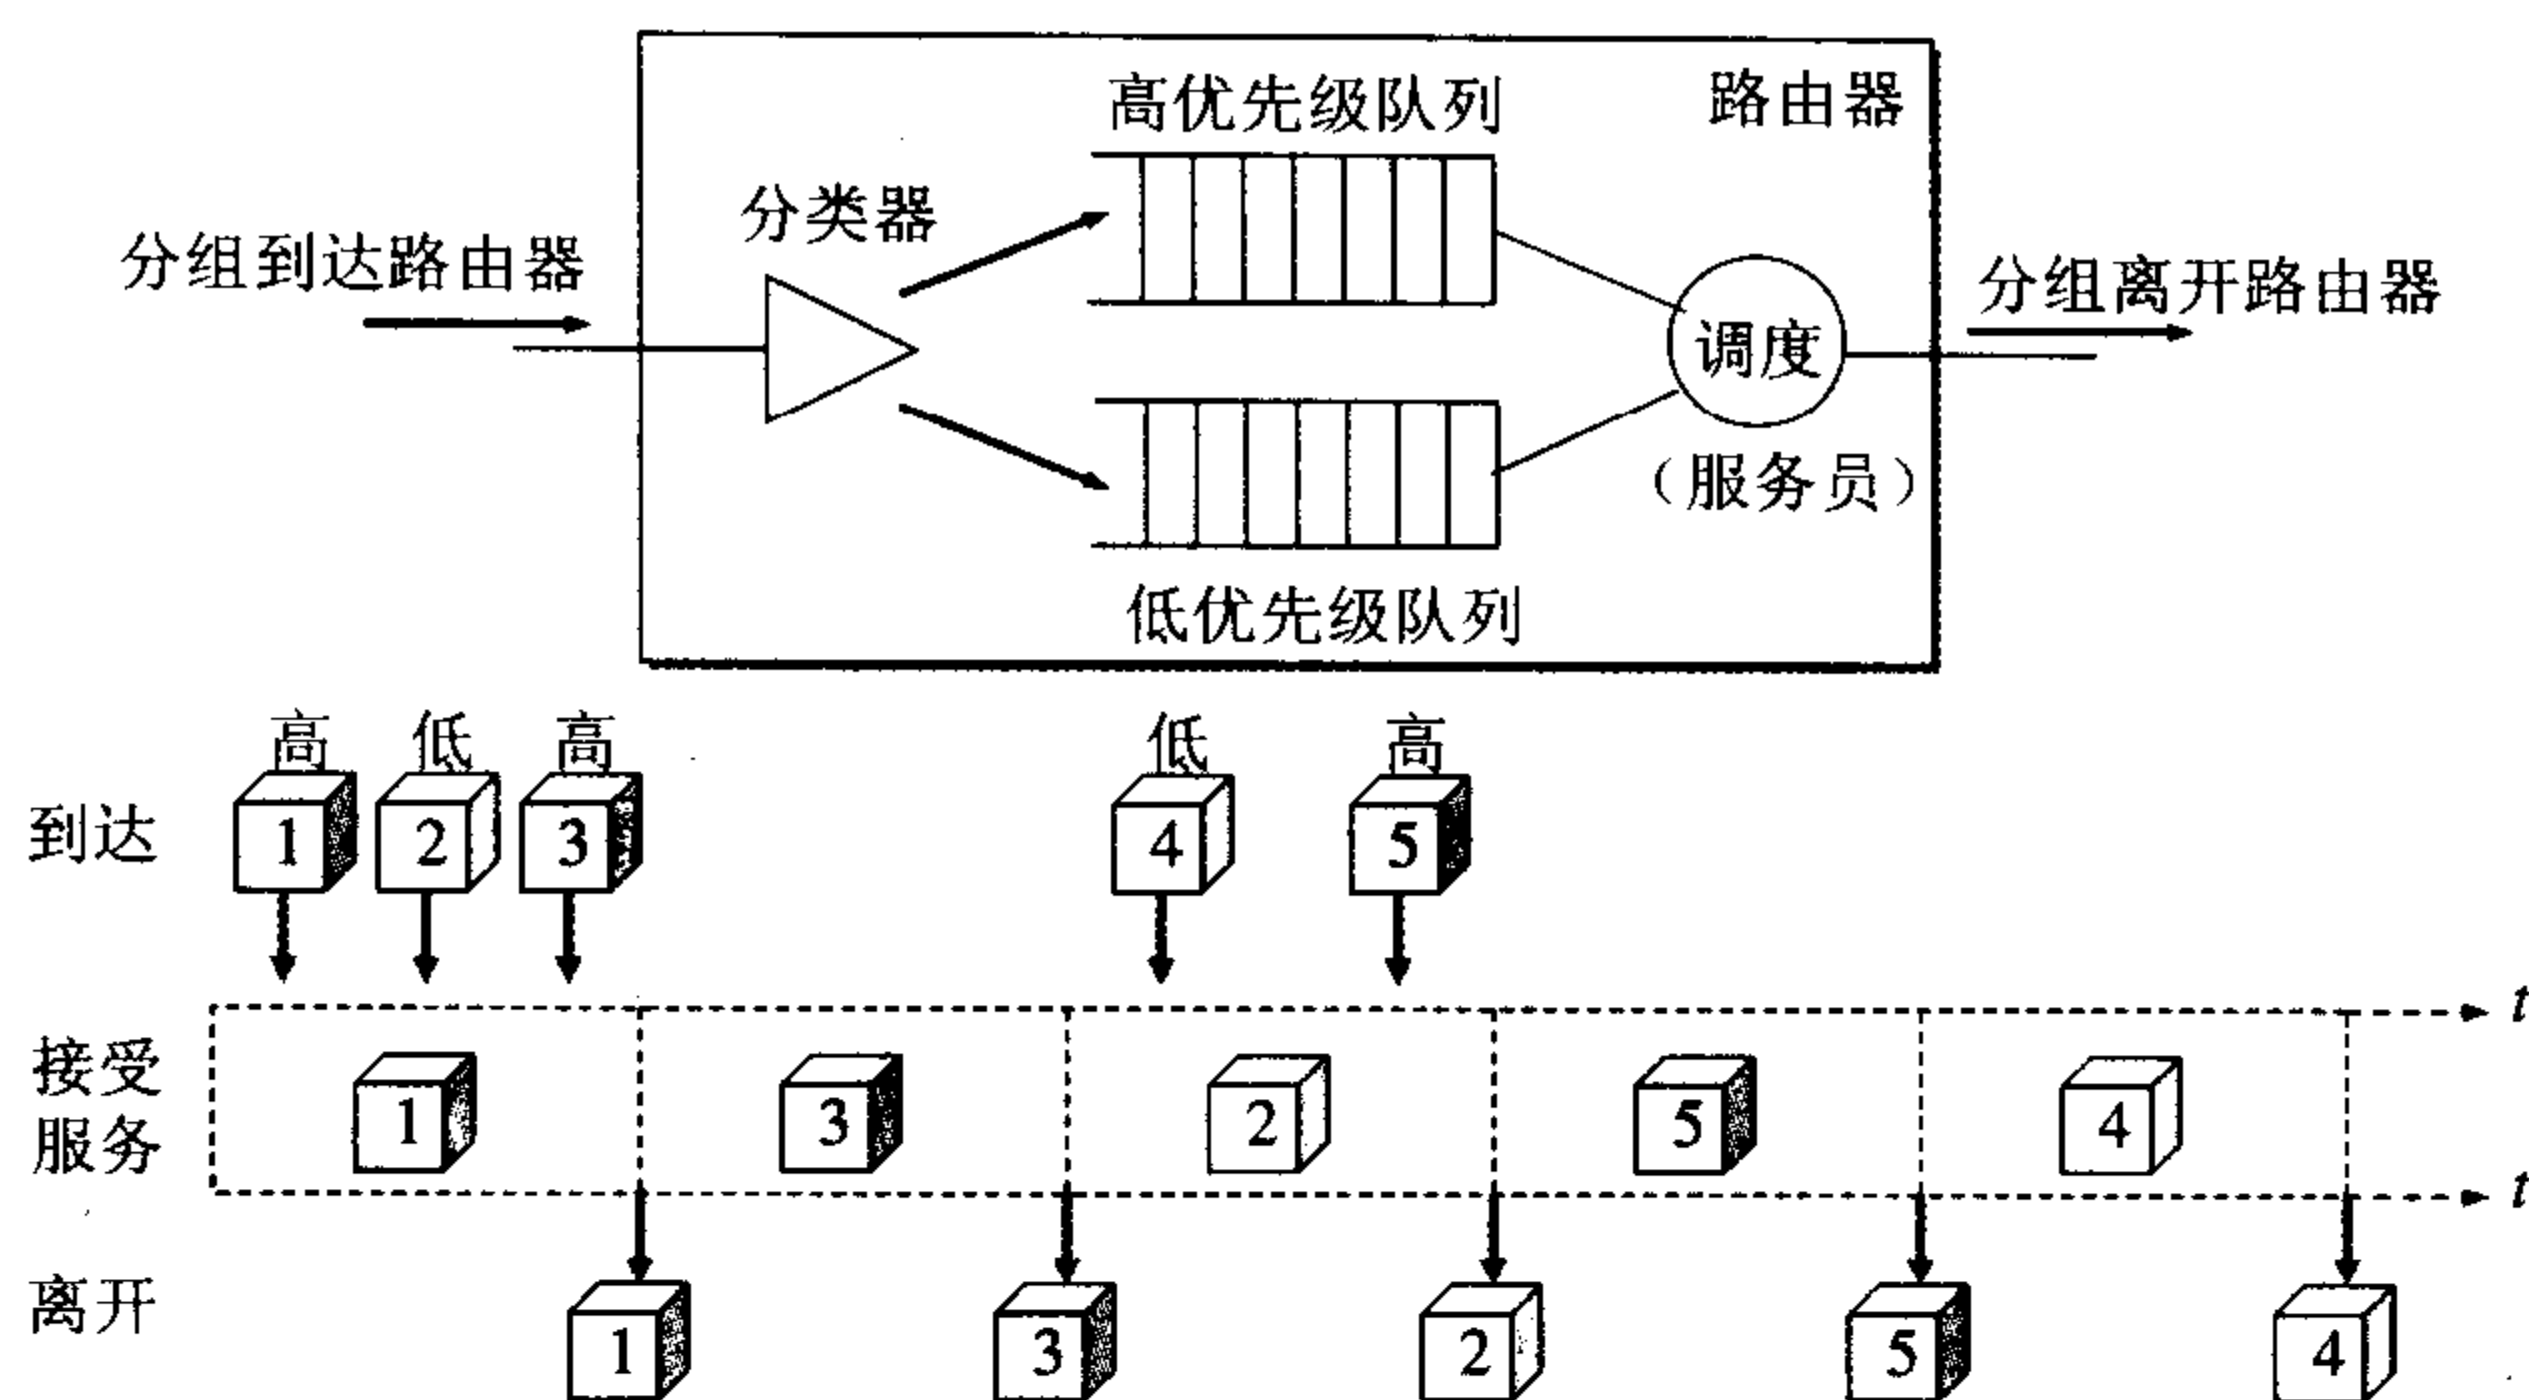 高优先级队列
路由器
分类器
分组到达路由器
分组离开路由器
调度
（服务员）
低优先级队列
高 低 高 低 高
到达 1 2 3 4 5
t
接受
服务
1 3 2 5 4
t
离开
1 3 2 5 4